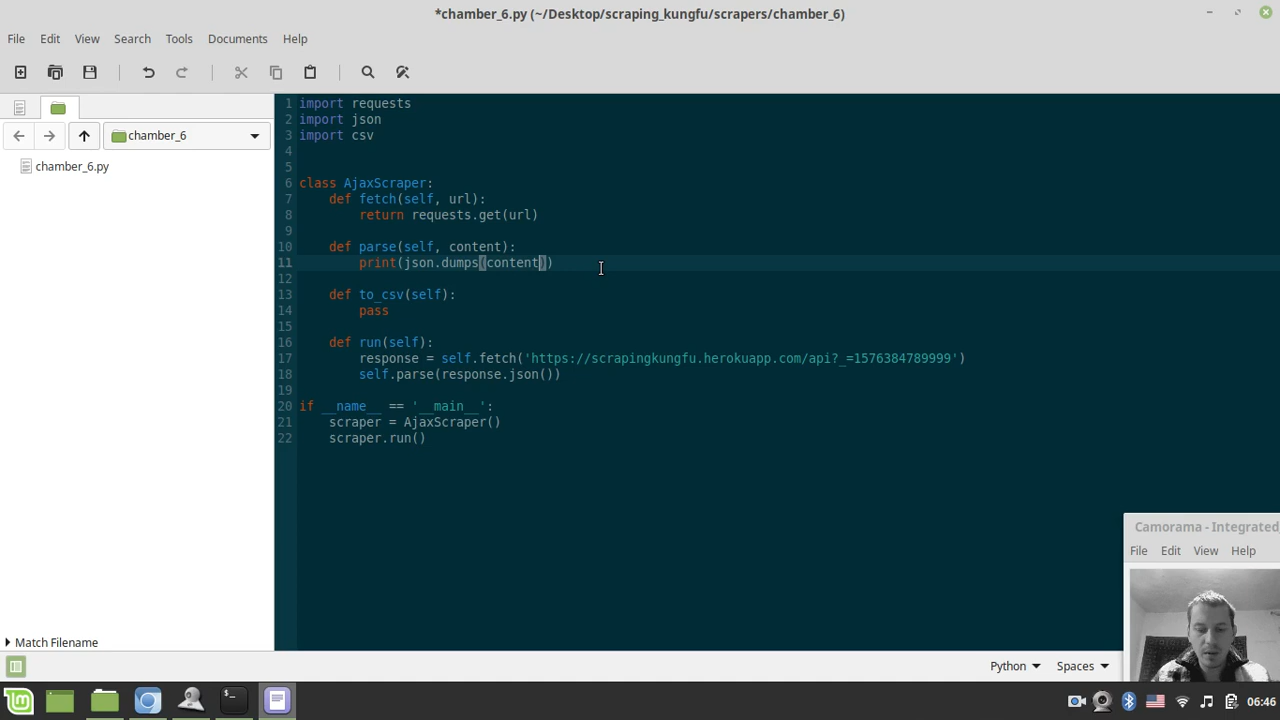 *chamber_6.py (~/Desktop/scraping_kungfu/scrapers/chamber_6)
File Edit View Search Tools Documents Help
chamber_6
chamber_6.py
1 import requests
2 import json
3 import csv
4
5
6 class AjaxScraper:
7     def fetch(self, url):
8         return requests.get(url)
9
10     def parse(self, content):
11         print(json.dumps(content))
12
13     def to_csv(self):
14         pass
15
16     def run(self):
17         response = self.fetch('https://scrapingkungfu.herokuapp.com/api?_=1576384789999')
18         self.parse(response.json())
19
20 if __name__ == '__main__':
21     scraper = AjaxScraper()
22     scraper.run()
Camorama - Integrated
File Edit View Help
Match Filename
Python Spaces
06:46